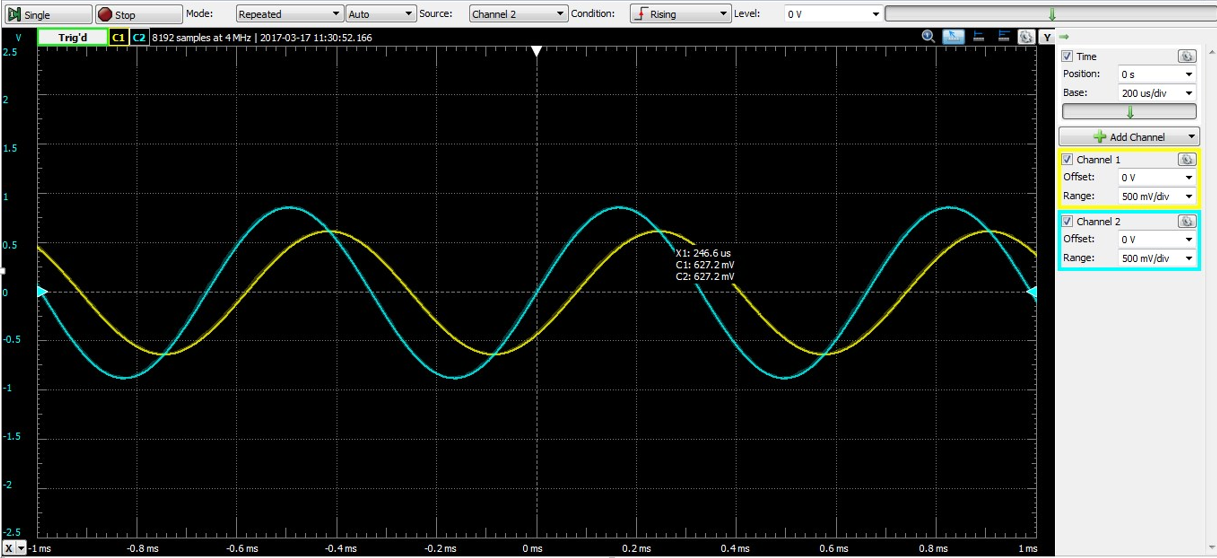 Single Stop Mode: Repeated Auto Source: Channel 2 Condition: Rising Level: 0 V
V Trig'd C1 C2 8192 samples at 4 MHz | 2017-03-17 11:30:52.166 Y
2.5
2
1.5
1
0.5
0
-0.5
-1
-1.5
-2
-2.5
X1: 246.6 us
C1: 627.2 mV
C2: 627.2 mV
X -1 ms -0.8 ms -0.6 ms -0.4 ms -0.2 ms 0 ms 0.2 ms 0.4 ms 0.6 ms 0.8 ms 1 ms
Time
Position: 0 s
Base: 200 us/div
Add Channel
Channel 1
Offset: 0 V
Range: 500 mV/div
Channel 2
Offset: 0 V
Range: 500 mV/div